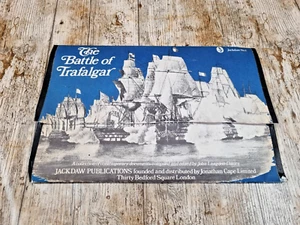 The
Battle of
Trafalgar
JACKDAW PUBLICATIONS founded and distributed by Jonathan Cape Limited
Thirty Bedford Square London